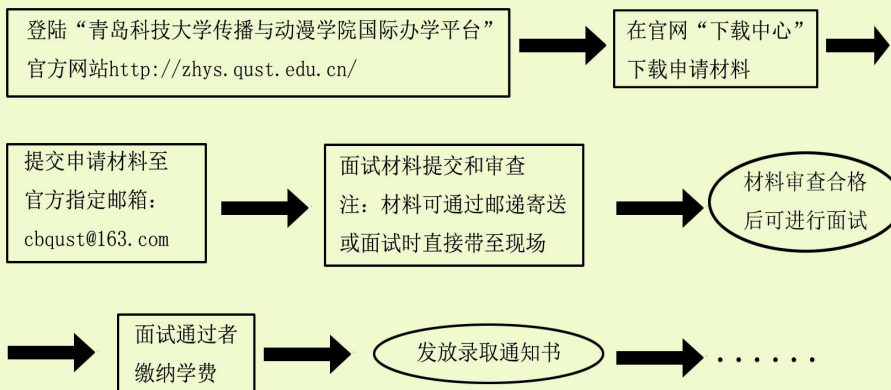 登陆“青岛科技大学传播与动漫学院国际办学平台”
官方网站http://zhys.qust.edu.cn/
在官网“下载中心”
下载申请材料
提交申请材料至
官方指定邮箱：
cbqust@163.com
面试材料提交和审查
注：材料可通过邮递寄送
或面试时直接带至现场
材料审查合格
后可进行面试
面试通过者
缴纳学费
发放录取通知书
......